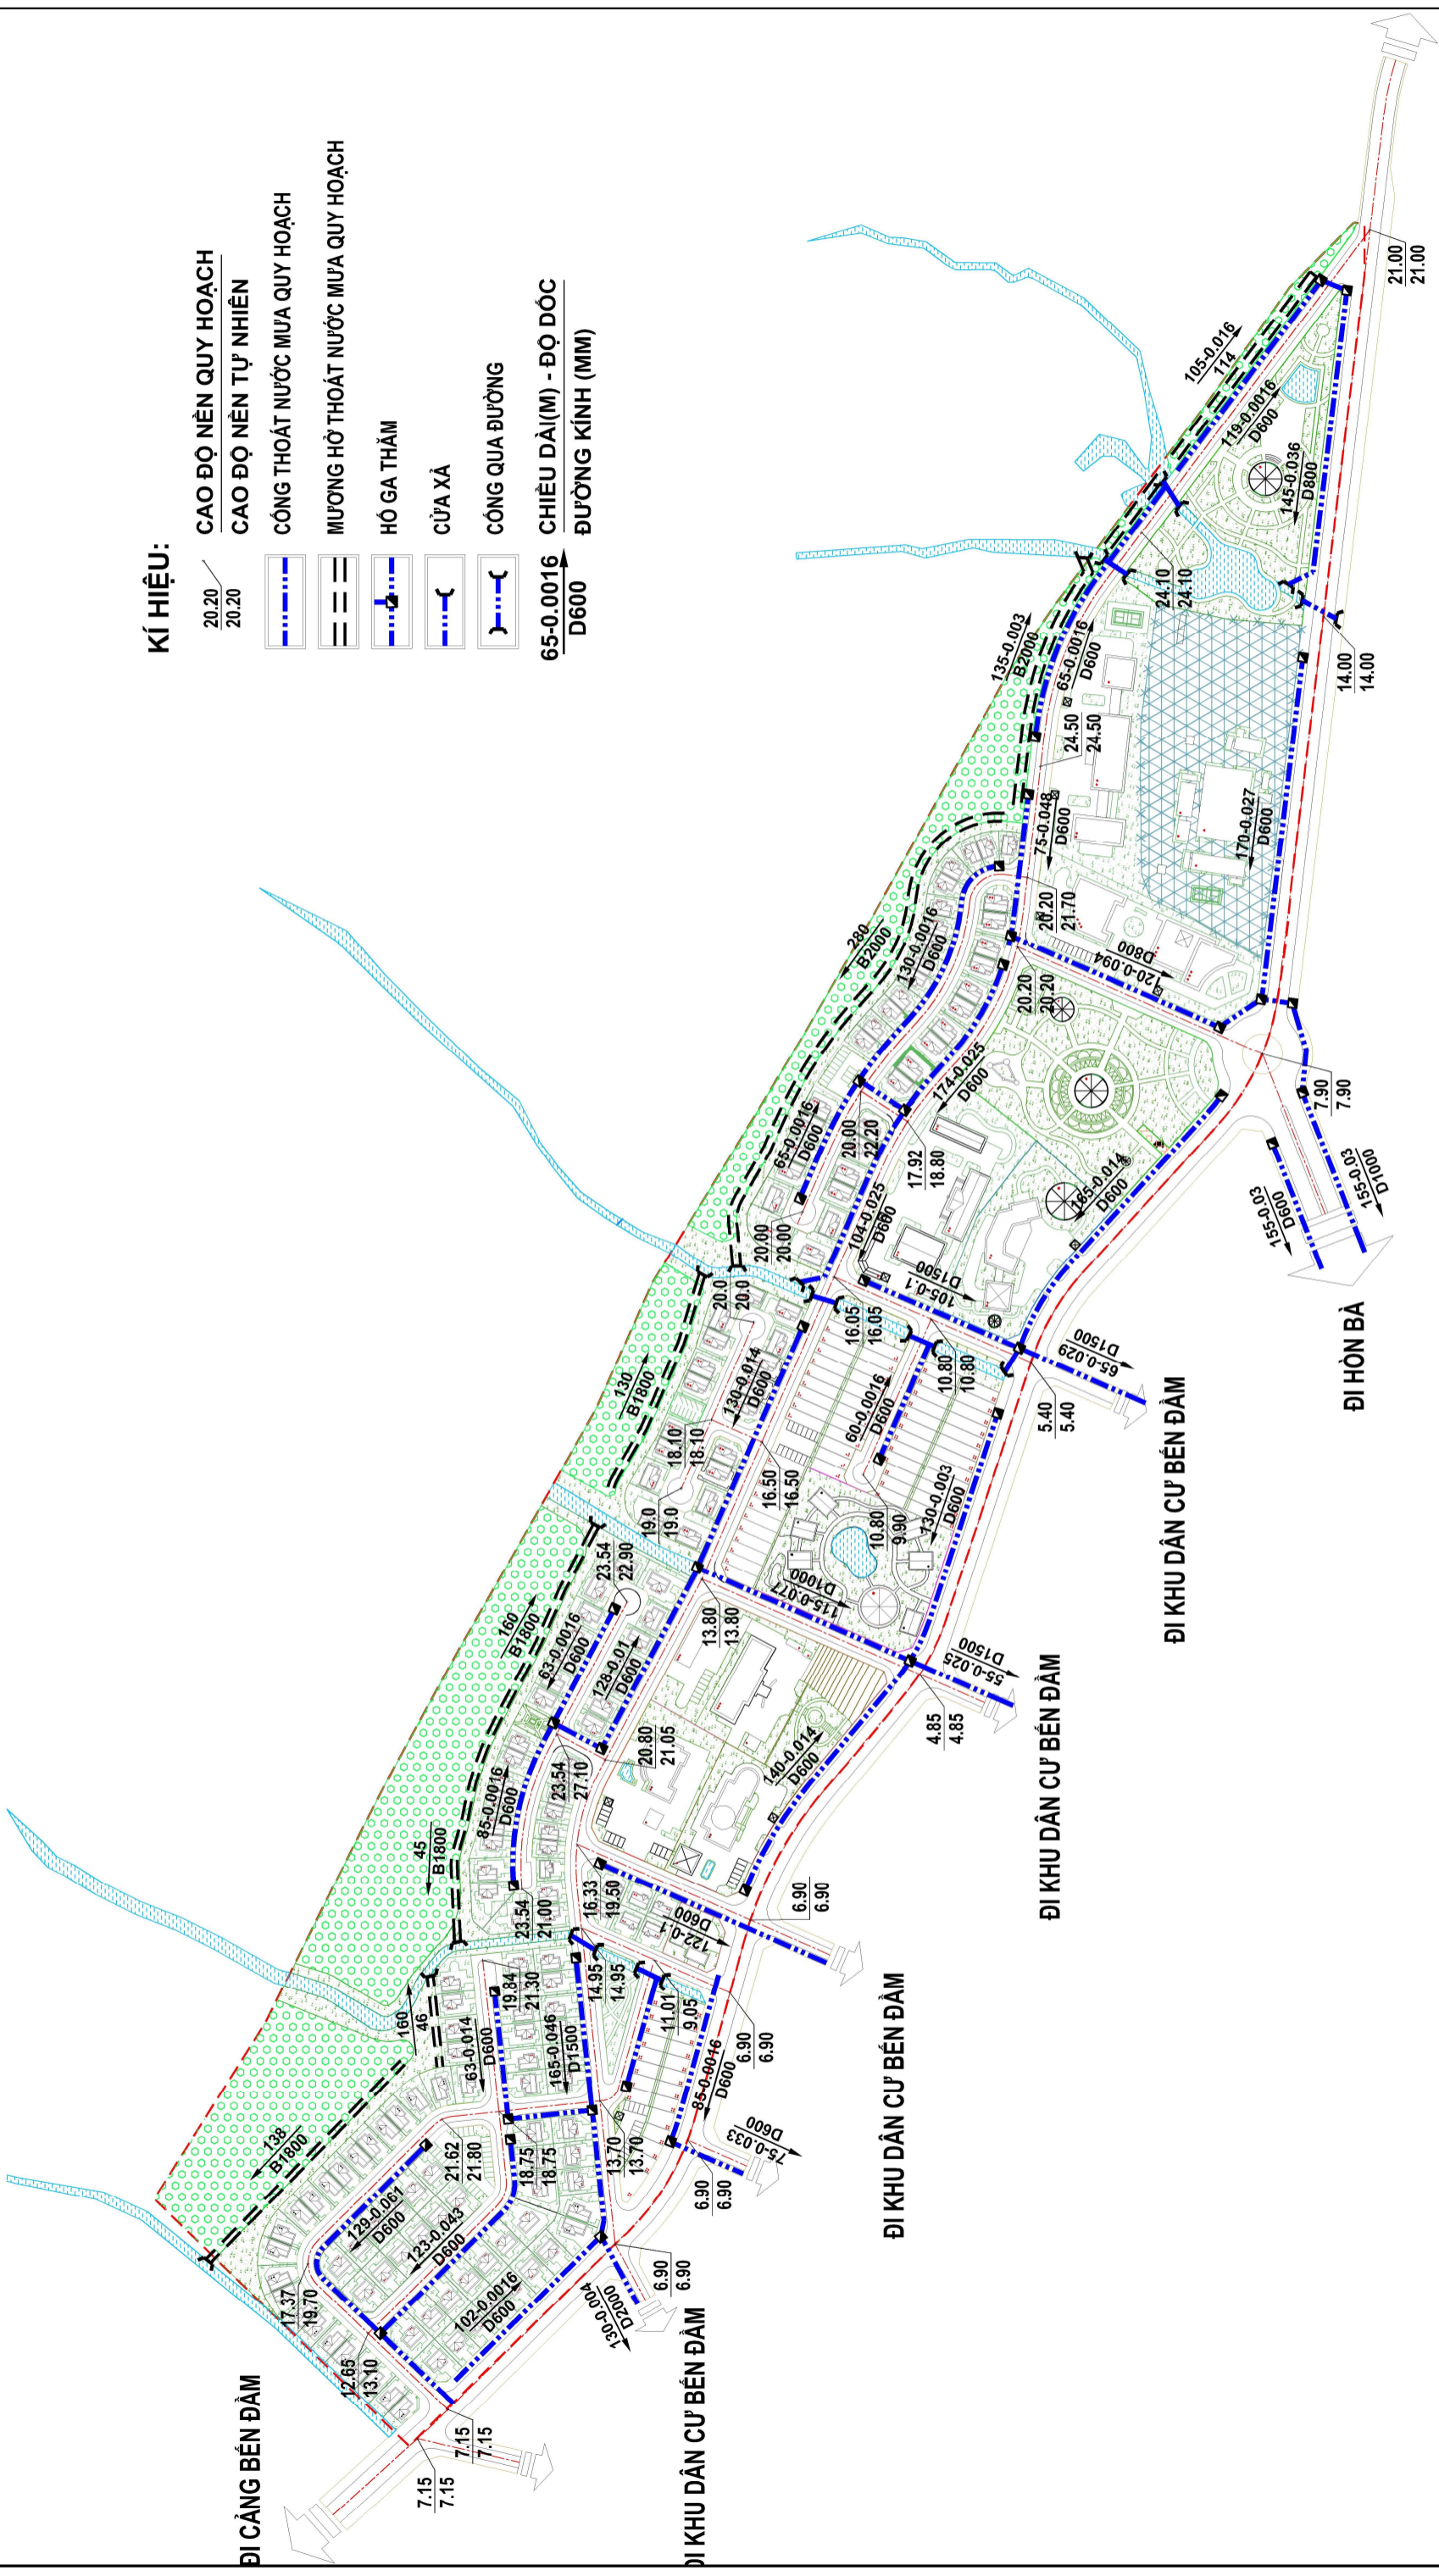 KÍ HIỆU:
20.20
20.20
CAO ĐỘ NỀN QUY HOẠCH
CAO ĐỘ NỀN TỰ NHIÊN
CỐNG THOÁT NƯỚC MƯA QUY HOẠCH
MƯƠNG HỞ THOÁT NƯỚC MƯA QUY HOẠCH
HỐ GA THĂM
CỬA XẢ
CỐNG QUA ĐƯỜNG
65-0.0016
D600
CHIỀU DÀI(M) - ĐỘ DỐC
ĐƯỜNG KÍNH (MM)
ĐI CẢNG BẾN ĐẦM
7.15
7.15
7.15
7.15
12.65
13.10
17.37
19.70
138
B1800
129-0.061
D600
123-0.043
D600
102-0.0016
D600
130-0.004
D2000
6.90
6.90
ĐI KHU DÂN CƯ BẾN ĐẦM
21.62
21.80
18.75
18.75
13.70
13.70
6.90
6.90
75-0.033
D600
85-0.0016
D600
160
46
63-0.014
D600
165-0.046
D1500
19.84
21.30
14.95
14.95
11.01
9.05
6.90
6.90
ĐI KHU DÂN CƯ BẾN ĐẦM
45
B1800
23.54
21.00
16.33
19.50
122-0.1
D600
6.90
6.90
85-0.0016
D600
23.54
27.10
20.80
21.05
140-0.014
D600
160
B1800
63-0.0016
D600
128-0.01
D600
23.54
22.90
13.80
13.80
115-0.077
D1000
4.85
4.85
55-0.025
D1500
ĐI KHU DÂN CƯ BẾN ĐẦM
130
B1800
19.0
19.0
18.10
18.10
130-0.014
D600
16.50
16.50
10.80
9.90
60-0.0016
D600
130-0.003
D600
20.0
20.0
16.05
16.05
10.80
10.80
105-0.1
D1500
5.40
5.40
65-0.029
D1500
ĐI KHU DÂN CƯ BẾN ĐẦM
20.00
20.00
65-0.0016
D600
104-0.025
D600
20.00
22.20
17.92
18.80
174-0.025
D600
165-0.014
D600
280
B2000
130-0.0016
D600
20.20
20.20
20.20
21.70
120-0.094
D800
7.90
7.90
155-0.03
D600
155-0.03
D1000
ĐI HÒN BÀ
75-0.048
D600
24.50
24.50
170-0.027
D600
135-0.003
B2000
65-0.0016
D600
24.10
24.10
14.00
14.00
145-0.036
D800
119-0.0016
D600
105-0.016
114
21.00
21.00